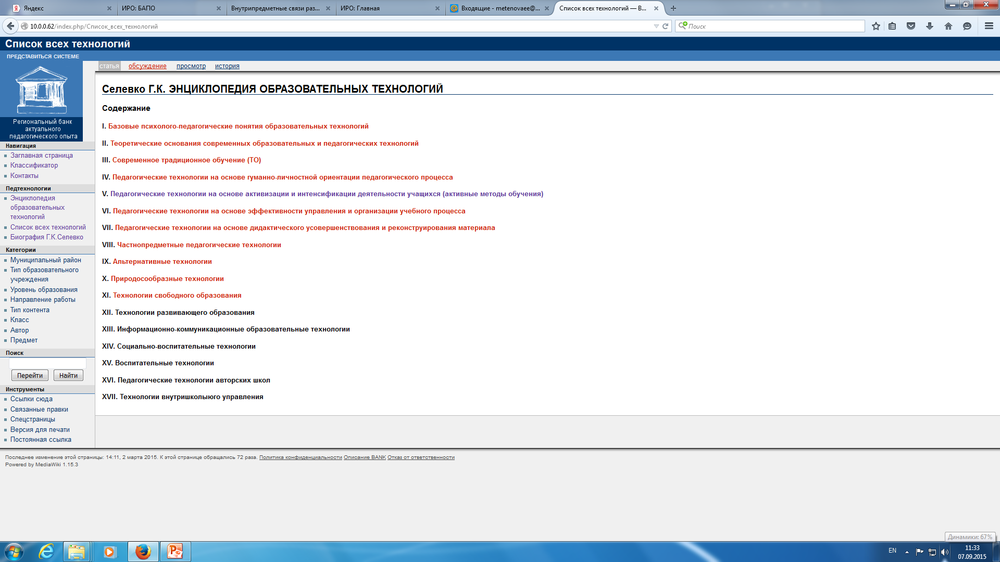 Яндекс
ИРО: БАПО
Внутрипредметные связи раз...
ИРО: Главная
Входящие - metenovaee@...
Список всех технологий — В...
10.0.0.62/index.php/Список_всех_технологий
Поиск
Список всех технологий
ПРЕДСТАВИТЬСЯ СИСТЕМЕ
статья обсуждение просмотр история
Региональный банк
актуального
педагогического опыта
Навигация
Заглавная страница
Классификатор
Контакты
Педтехнологии
Энциклопедия
образовательных
технологий
Список всех технологий
Биография Г.К.Селевко
Категории
Муниципальный район
Тип образовательного
учреждения
Уровень образования
Направление работы
Тип контента
Класс
Автор
Предмет
Поиск
Перейти Найти
Инструменты
Ссылки сюда
Связанные правки
Спецстраницы
Версия для печати
Постоянная ссылка
Селевко Г.К. ЭНЦИКЛОПЕДИЯ ОБРАЗОВАТЕЛЬНЫХ ТЕХНОЛОГИЙ
Содержание
I. Базовые психолого-педагогические понятия образовательных технологий
II. Теоретические основания современных образовательных и педагогических технологий
III. Современное традиционное обучение (ТО)
IV. Педагогические технологии на основе гуманно-личностной ориентации педагогического процесса
V. Педагогические технологии на основе активизации и интенсификации деятельности учащихся (активные методы обучения)
VI. Педагогические технологии на основе эффективности управления и организации учебного процесса
VII. Педагогические технологии на основе дидактического усовершенствования и реконструирования материала
VIII. Частнопредметные педагогические технологии
IX. Альтернативные технологии
X. Природосообразные технологии
XI. Технологии свободного образования
XII. Технологии развивающего образования
XIII. Информационно-коммуникационные образовательные технологии
XIV. Социально-воспитательные технологии
XV. Воспитательные технологии
XVI. Педагогические технологии авторских школ
XVII. Технологии внутришколыюго управления
Последнее изменение этой страницы: 14:11, 2 марта 2015. К этой странице обращались 72 раза. Политика конфиденциальности Описание BANK Отказ от ответственности
Powered by MediaWiki 1.15.3
Динамики: 67%
EN
11:33
07.09.2015